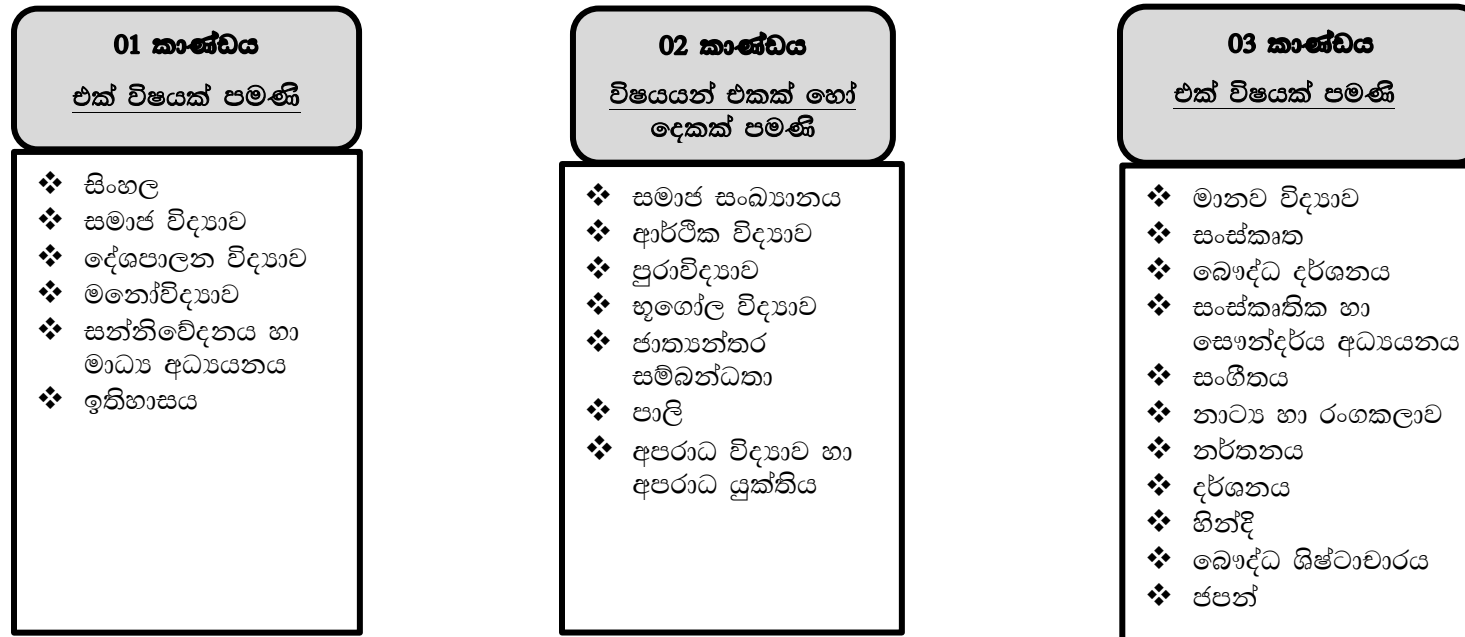 01 කාණ්ඩය
එක් විෂයක් පමණි
❖ සිංහල
❖ සමාජ විද්‍යාව
❖ දේශපාලන විද්‍යාව
❖ මනෝවිද්‍යාව
❖ සන්නිවේදනය හා
මාධ්‍ය අධ්‍යයනය
❖ ඉතිහාසය
02 කාණ්ඩය
විෂයයන් එකක් හෝ
දෙකක් පමණි
❖ සමාජ සංඛ්‍යානය
❖ ආර්ථික විද්‍යාව
❖ පුරාවිද්‍යාව
❖ භූගෝල විද්‍යාව
❖ ජාත්‍යන්තර
සම්බන්ධතා
❖ පාලි
❖ අපරාධ විද්‍යාව හා
අපරාධ යුක්තිය
03 කාණ්ඩය
එක් විෂයක් පමණි
❖ මානව විද්‍යාව
❖ සංස්කෘත
❖ බෞද්ධ දර්ශනය
❖ සංස්කෘතික හා
සෞන්දර්ය අධ්‍යයනය
❖ සංගීතය
❖ නාට්‍ය හා රංගකලාව
❖ නර්තනය
❖ දර්ශනය
❖ හින්දි
❖ බෞද්ධ ශිෂ්ටාචාරය
❖ ජපන්